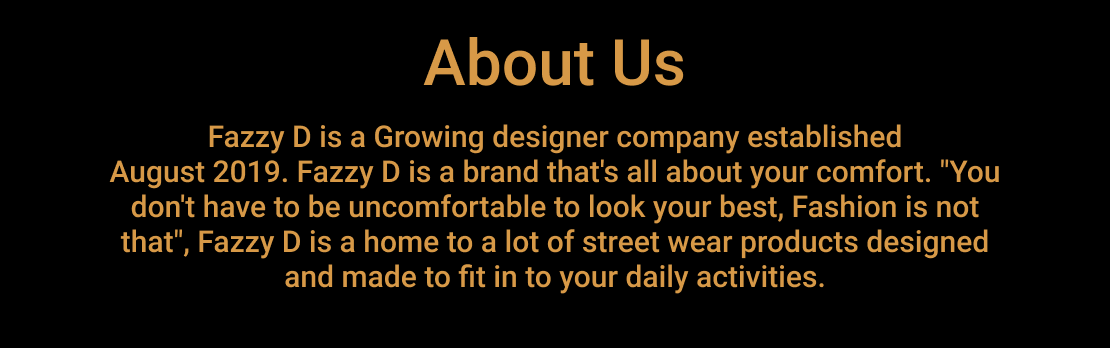 About Us
Fazzy D is a Growing designer company established
August 2019. Fazzy D is a brand that's all about your comfort. "You
don't have to be uncomfortable to look your best, Fashion is not
that", Fazzy D is a home to a lot of street wear products designed
and made to fit in to your daily activities.